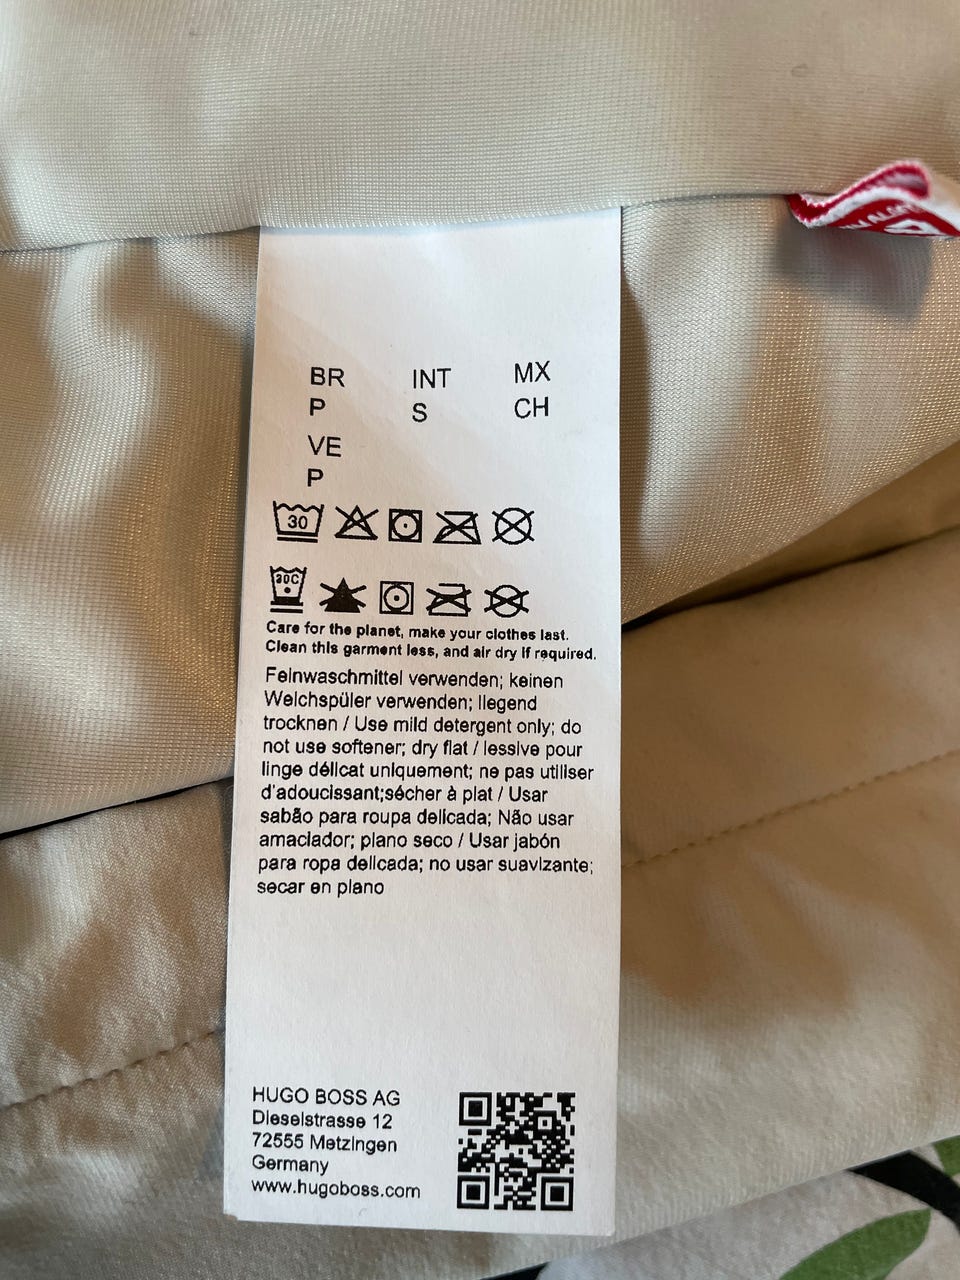 BR INT MX
P S CH
VE
P
30
30C
Care for the planet, make your clothes last.
Clean this garment less, and air dry if required.
Feinwaschmittel verwenden; keinen
Weichspüler verwenden; liegend
trocknen / Use mild detergent only; do
not use softener; dry flat / lessive pour
linge délicat uniquement; ne pas utiliser
d'adoucissant;sécher à plat / Usar
sabão para roupa delicada; Não usar
amaciador; plano seco / Usar jabón
para ropa delicada; no usar suavizante;
secar en plano
HUGO BOSS AG
Dieselstrasse 12
72555 Metzingen
Germany
www.hugoboss.com